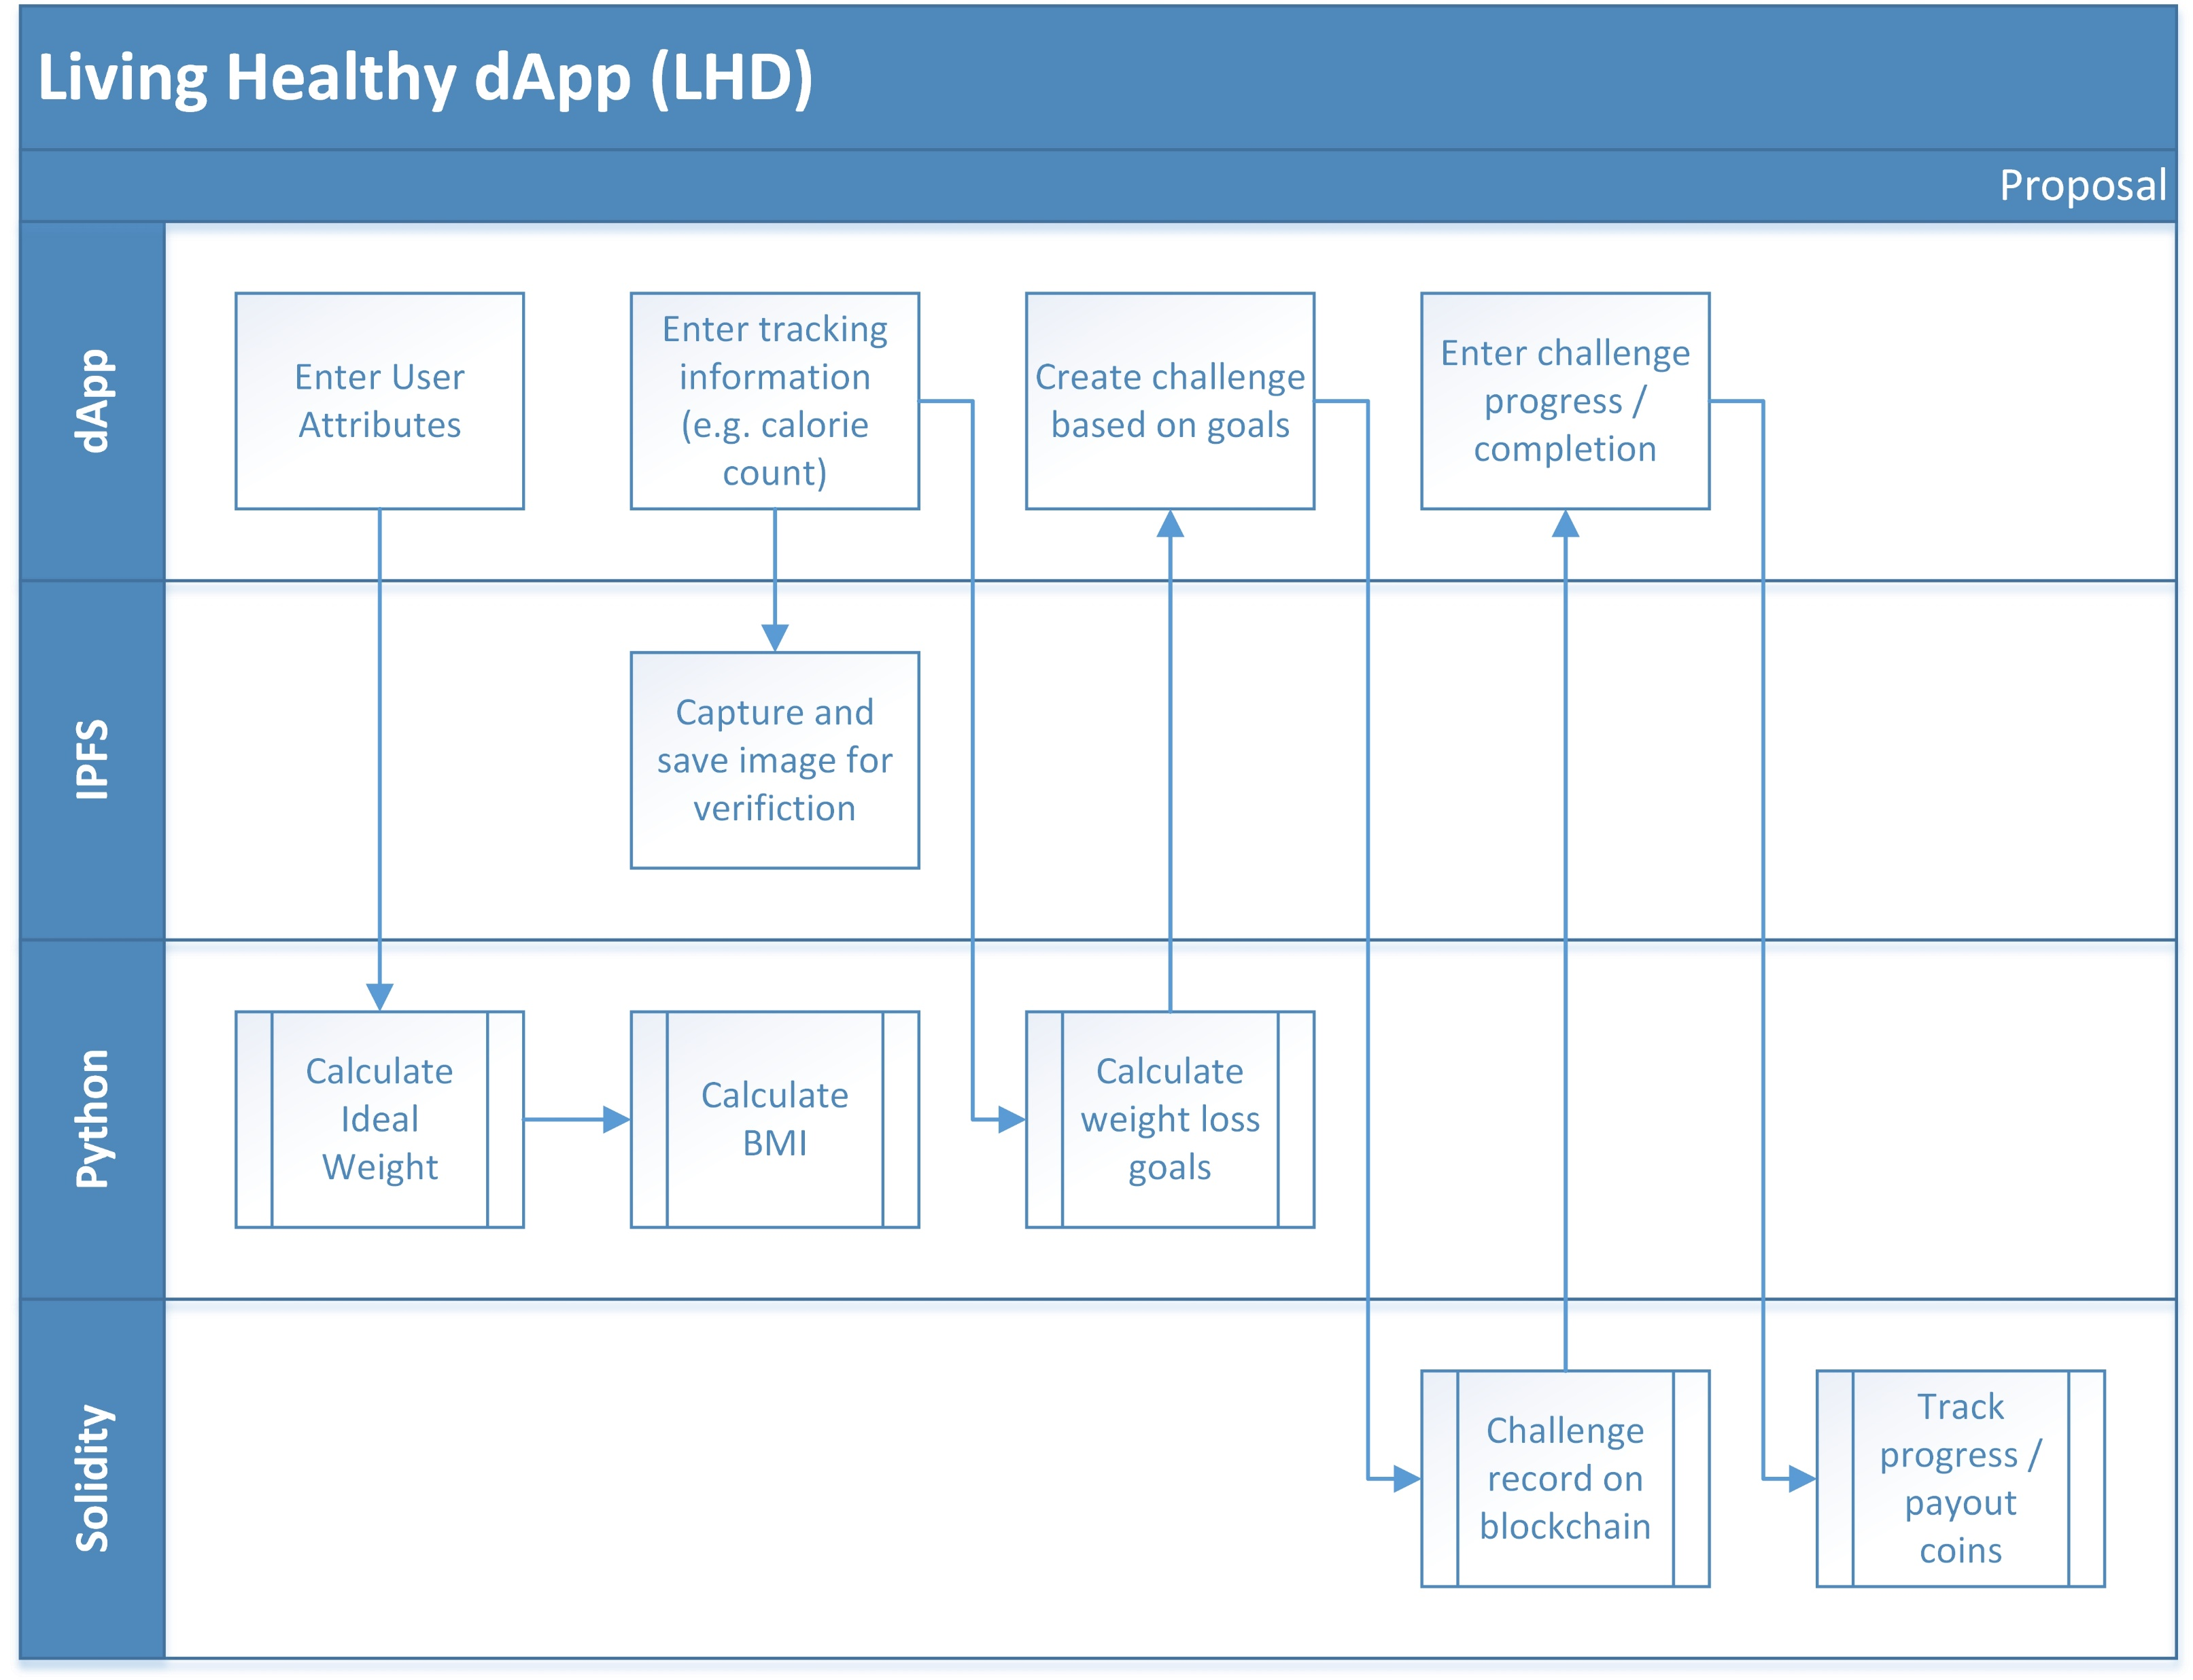 Living Healthy dApp (LHD)
Proposal
dApp
Enter User
Attributes
Enter tracking
information
(e.g. calorie
count)
Create challenge
based on goals
Enter challenge
progress /
completion
IPFS
Capture and
save image for
verifiction
Python
Calculate
Ideal
Weight
Calculate
BMI
Calculate
weight loss
goals
Solidity
Challenge
record on
blockchain
Track
progress /
payout
coins